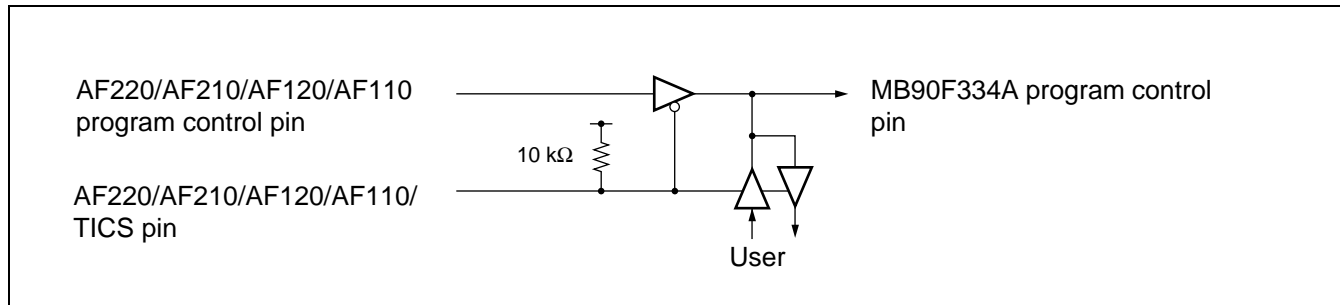 AF220/AF210/AF120/AF110
program control pin
MB90F334A program control
pin
10 kΩ
AF220/AF210/AF120/AF110/
TICS pin
User